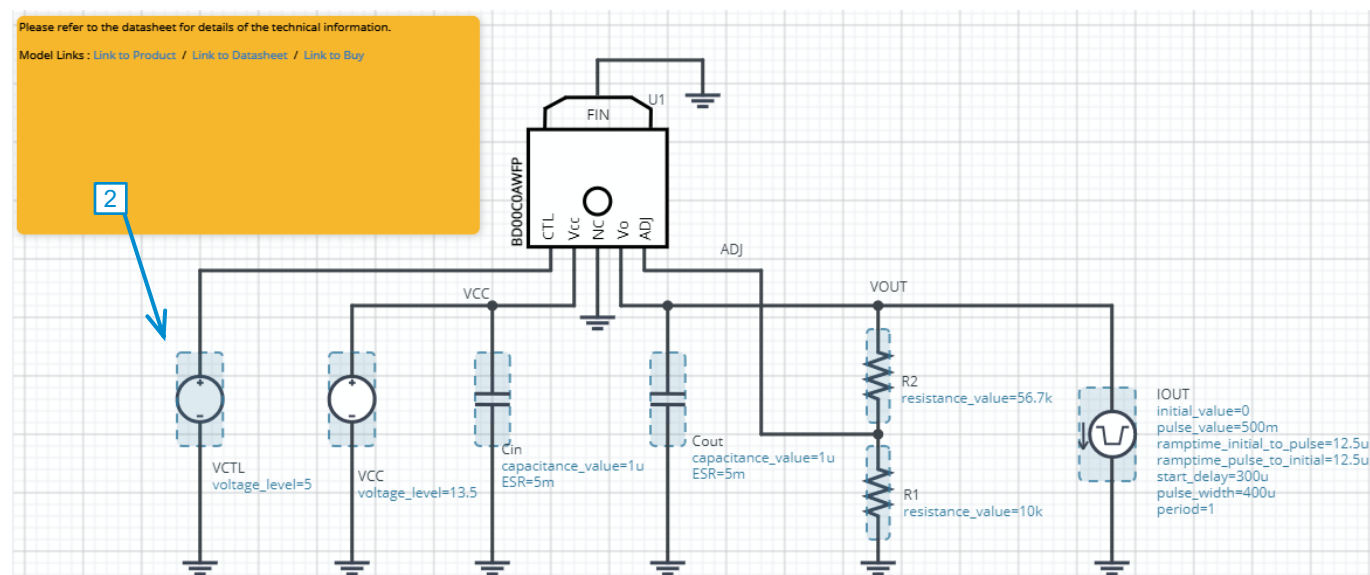 Please refer to the datasheet for details of the technical information.
Model Links : Link to Product / Link to Datasheet / Link to Buy
2
U1
FIN
BD00C0AWFP
CTL
Vcc
NC
Vo
ADJ
ADJ
VCC
VOUT
VCTL
voltage_level=5
VCC
voltage_level=13.5
Cin
capacitance_value=1u
ESR=5m
Cout
capacitance_value=1u
ESR=5m
R2
resistance_value=56.7k
R1
resistance_value=10k
IOUT
initial_value=0
pulse_value=500m
ramptime_initial_to_pulse=12.5u
ramptime_pulse_to_initial=12.5u
start_delay=300u
pulse_width=400u
period=1